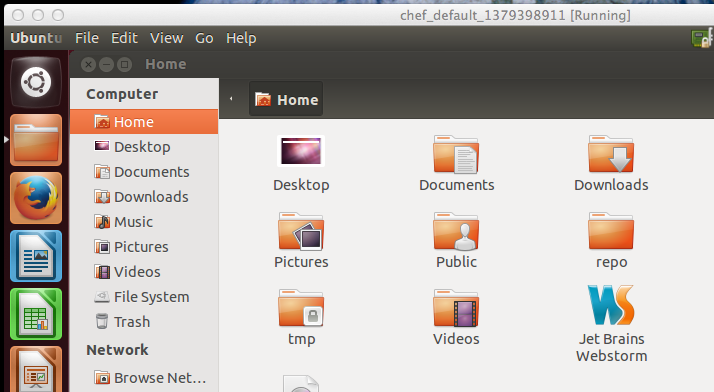 chef_default_1379398911 [Running]
Ubuntu File Edit View Go Help
Home
Computer
Home
Home
Desktop
Documents
Downloads
Music
Pictures
Videos
File System
Trash
Network
Browse Net...
Desktop Documents Downloads
Pictures Public repo
tmp Videos Jet Brains
Webstorm